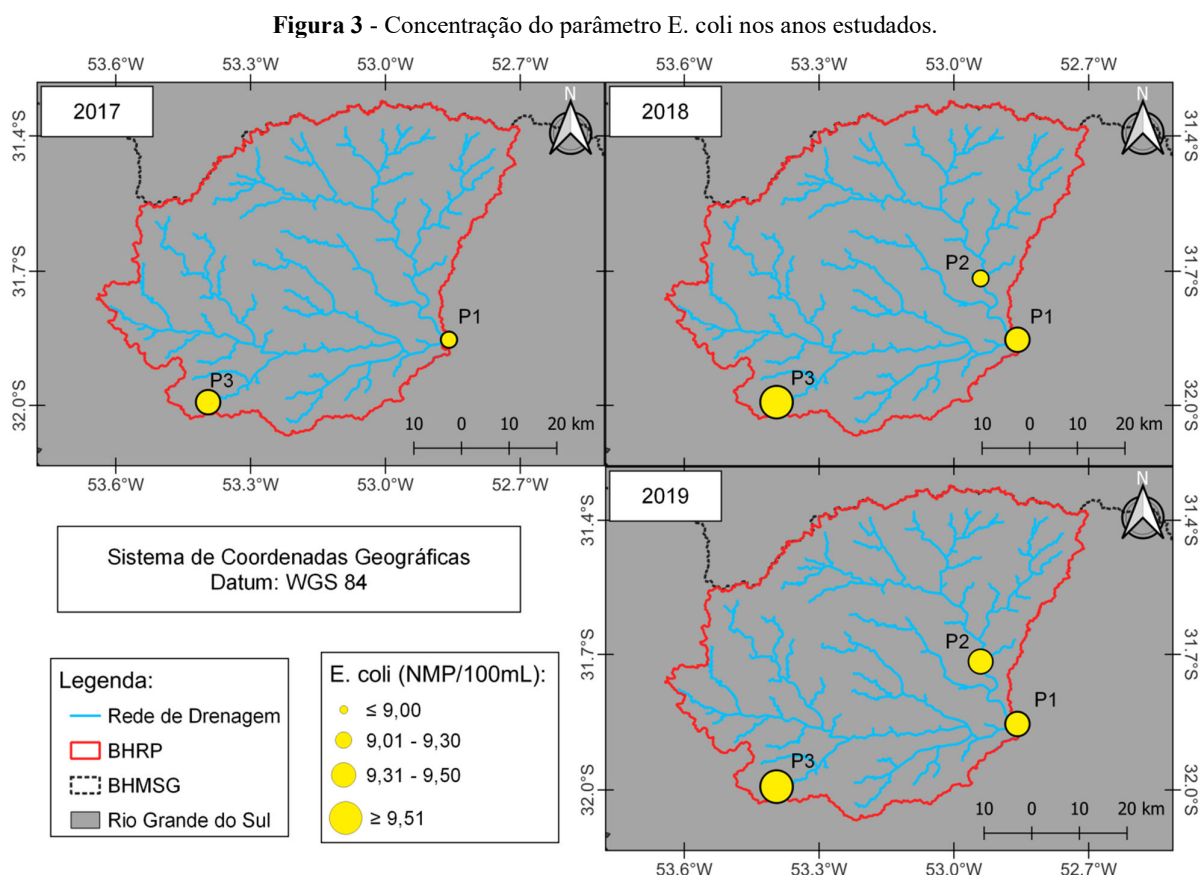 Figura 3 - Concentração do parâmetro E. coli nos anos estudados.
53.6°W 53.3°W 53.0°W 52.7°W
53.6°W 53.3°W 53.0°W 52.7°W
2017
N
31.4°S
31.7°S
32.0°S
P1
P3
10 0 10 20 km
53.6°W 53.3°W 53.0°W 52.7°W
2018
N
31.4°S
31.7°S
32.0°S
P2
P1
P3
10 0 10 20 km
2019
N
31.4°S
31.4°S
31.7°S
31.7°S
32.0°S
32.0°S
P2
P1
P3
10 0 10 20 km
53.6°W 53.3°W 53.0°W 52.7°W
Sistema de Coordenadas Geográficas
Datum: WGS 84
Legenda:
Rede de Drenagem
BHRP
BHMSG
Rio Grande do Sul
E. coli (NMP/100mL):
≤ 9,00
9,01 - 9,30
9,31 - 9,50
≥ 9,51